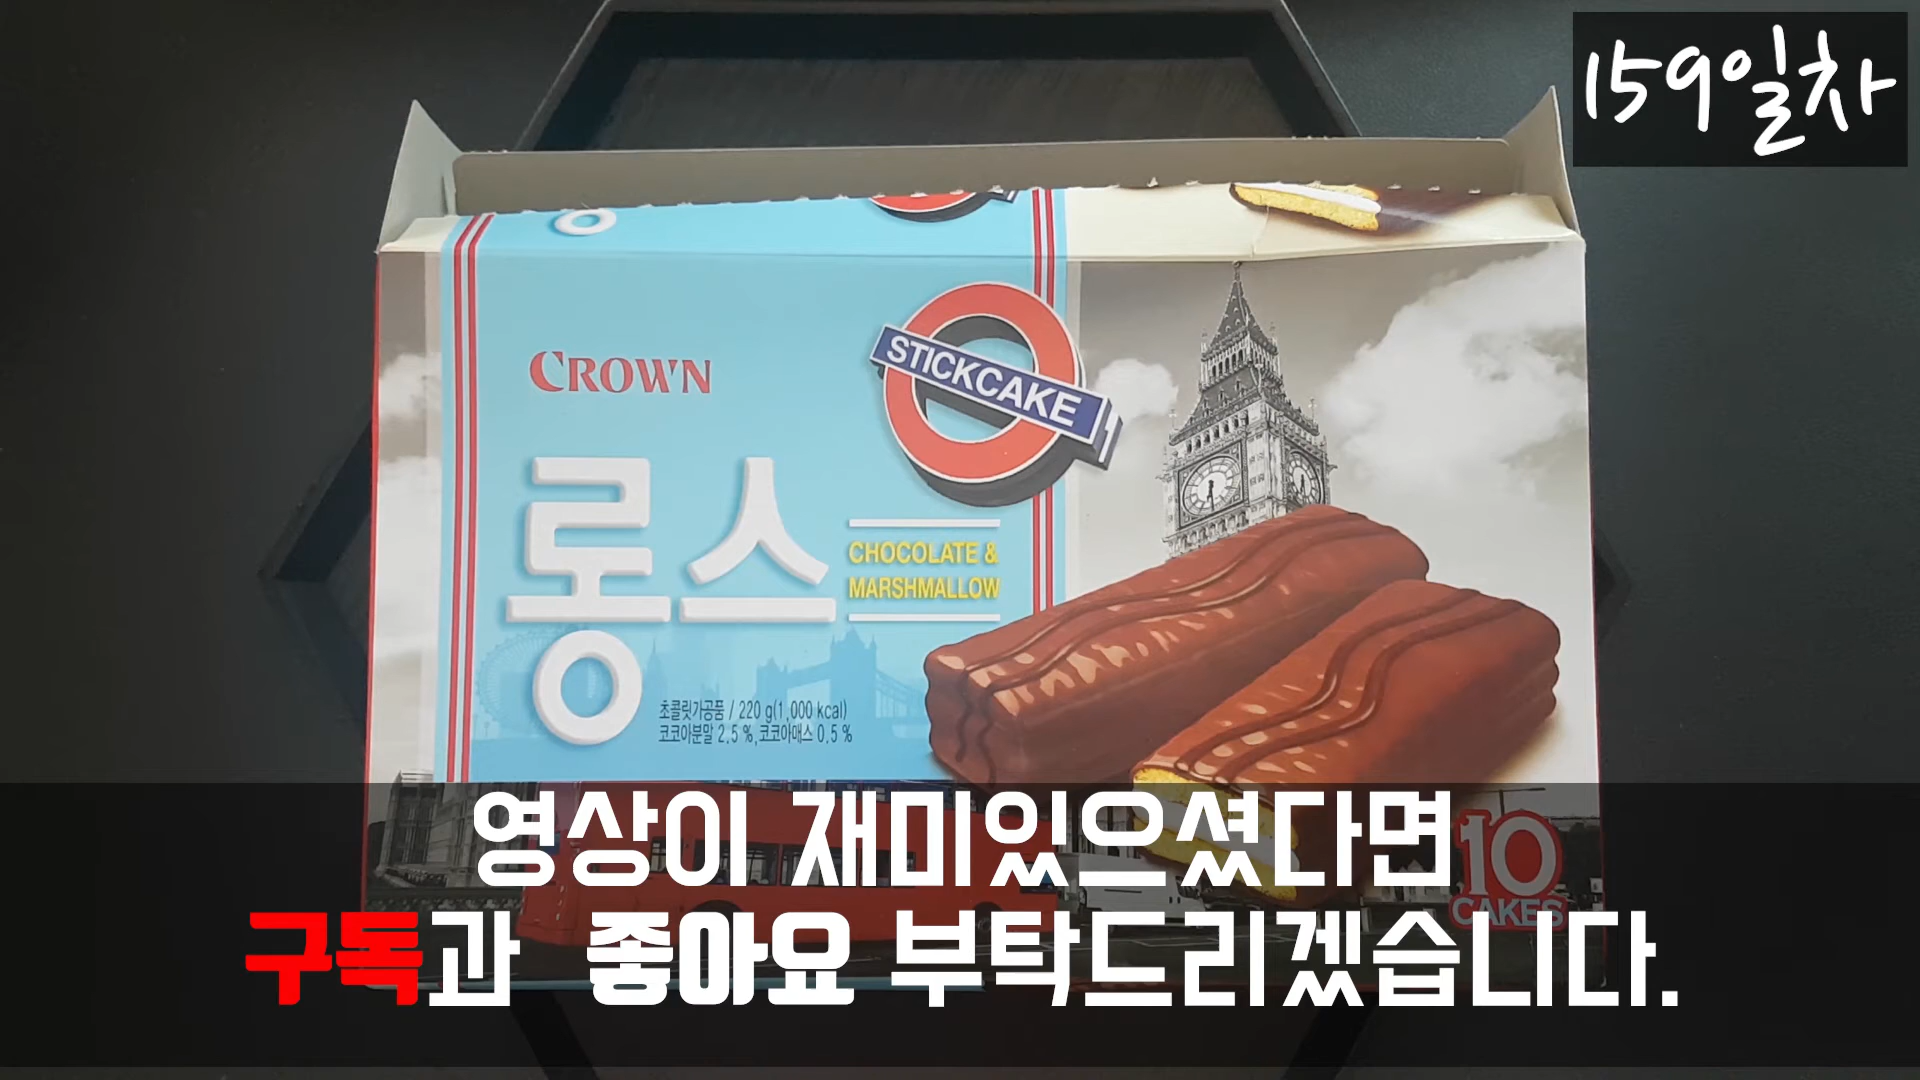 159일차
CROWN
STICKCAKE
롱스
CHOCOLATE &
MARSHMALLOW
초콜릿가공품 / 220 g(1,000 kcal)
코코아분말 2.5 %, 코코아매스 0.5 %
10
CAKES
영상이 재미있으셨다면
구독과 좋아요 부탁드리겠습니다.